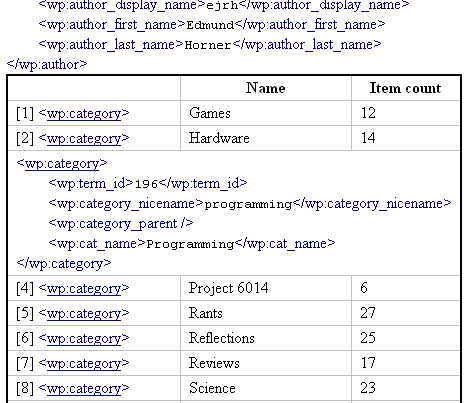 <wp:author_display_name>ejrh</wp:author_display_name>
<wp:author_first_name>Edmund</wp:author_first_name>
<wp:author_last_name>Horner</wp:author_last_name>
</wp:author>
Name Item count
[1] <wp:category> Games 12
[2] <wp:category> Hardware 14
<wp:category>
<wp:term_id>196</wp:term_id>
<wp:category_nicename>programming</wp:category_nicename>
<wp:category_parent />
<wp:cat_name>Programming</wp:cat_name>
</wp:category>
[4] <wp:category> Project 6014 6
[5] <wp:category> Rants 27
[6] <wp:category> Reflections 25
[7] <wp:category> Reviews 17
[8] <wp:category> Science 23